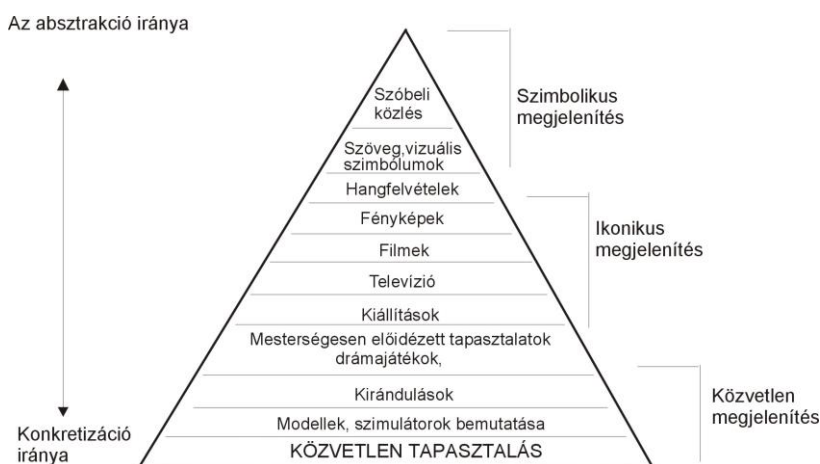 Az absztrakció iránya
Szóbeli
közlés
Szimbolikus
megjelenítés
Szöveg,vizuális
szimbólumok
Hangfelvételek
Fényképek
Ikonikus
megjelenítés
Filmek
Televízió
Kiállítások
Mesterségesen előidézett tapasztalatok
drámajátékok,
Kirándulások
Közvetlen
megjelenítés
Modellek, szimulátorok bemutatása
Konkretizáció
iránya
KÖZVETLEN TAPASZTALÁS